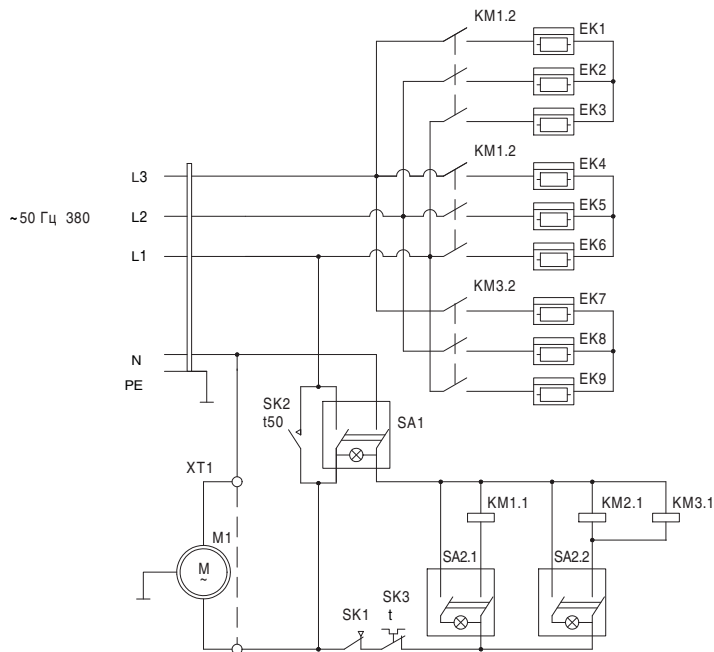 KM1.2
EK1
EK2
EK3
KM1.2
L3
EK4
~50 Гц 380
L2
EK5
L1
EK6
KM3.2
EK7
EK8
N
PE
EK9
SK2
t50
SA1
XT1
KM1.1
KM2.1
KM3.1
M1
M
~
SA2.1
SA2.2
SK1
SK3
t